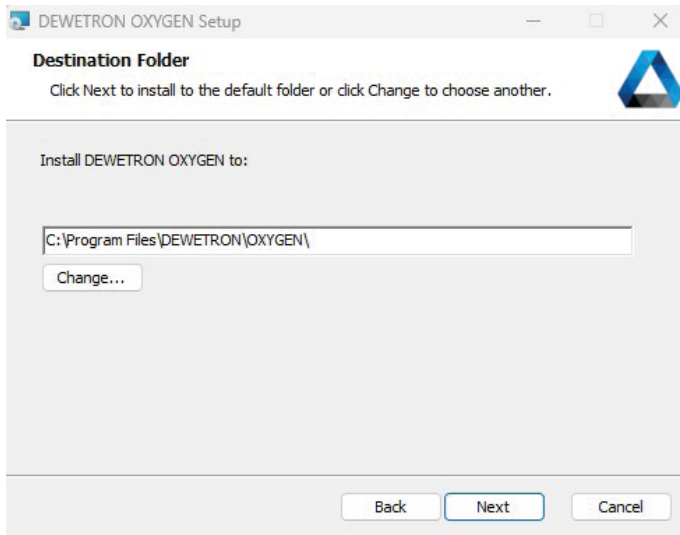 DEWETRON OXYGEN Setup
Destination Folder
Click Next to install to the default folder or click Change to choose another.
Install DEWETRON OXYGEN to:
C:\Program Files\DEWETRON\OXYGEN\
Change...
Back Next Cancel